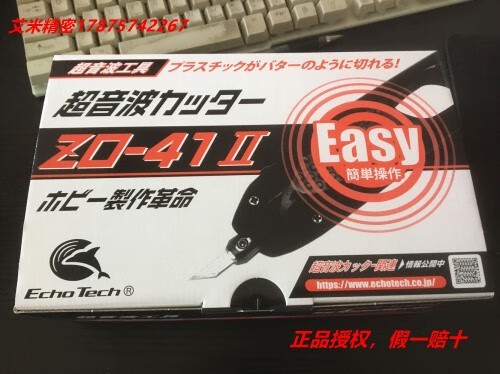 艾米精密17875742267
超音波工具
プラスチックがバターのように切れる!
超音波カッター
ZO-41 II
Easy
簡単操作
ホビー製作革命
EchoTech®
超音波カッター関連 情報公開中
https://www.echotech.co.jp/
正品授权，假一赔十